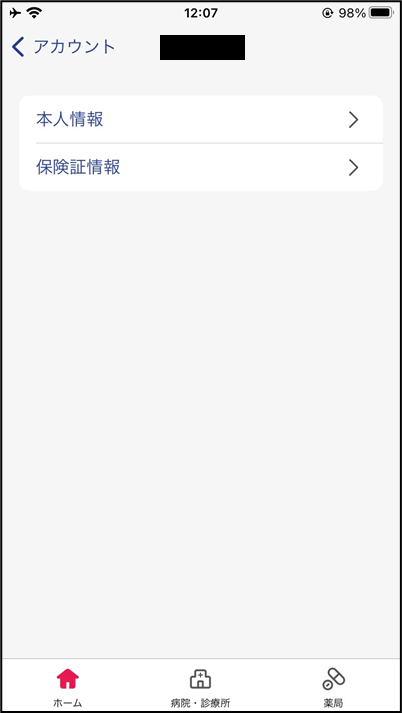 12:07
98%
アカウント
本人情報
保険証情報
ホーム
病院・診療所
薬局